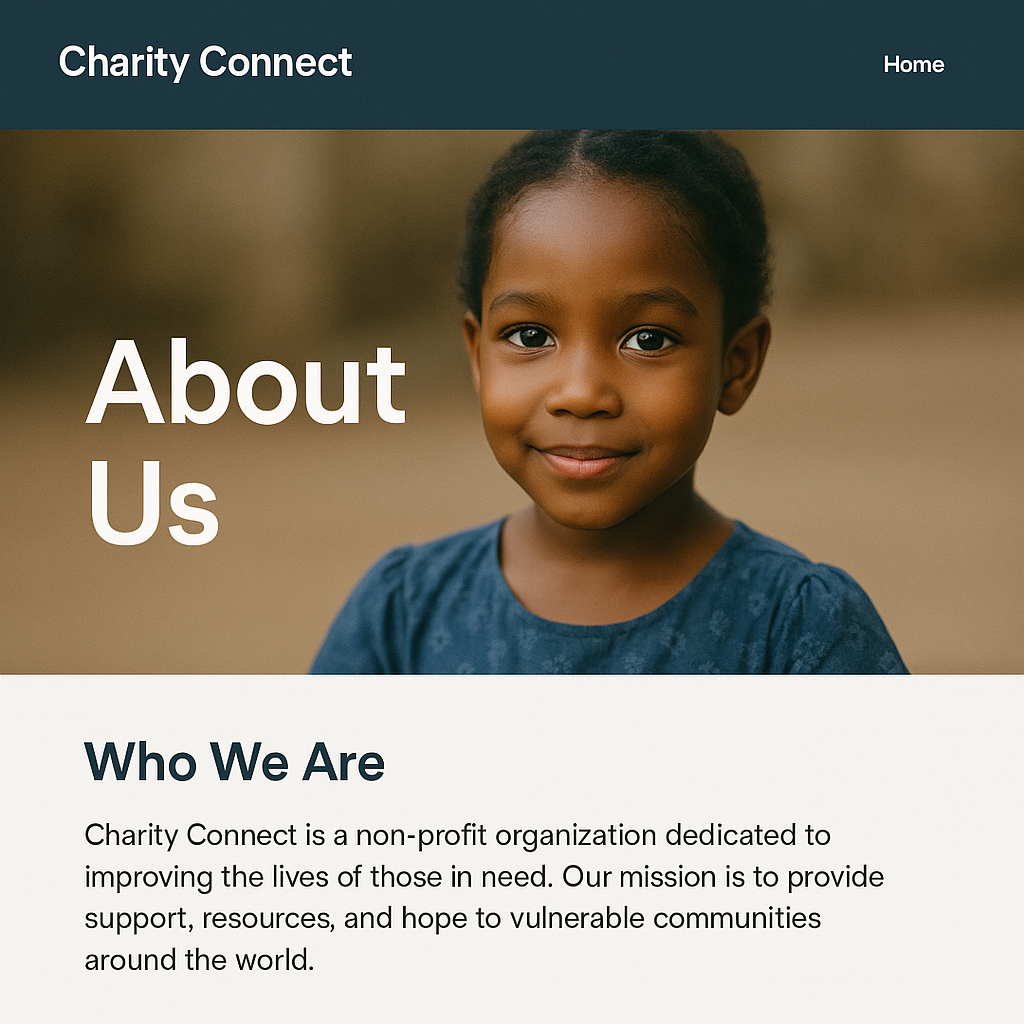 Charity Connect
Home
About
Us
Who We Are
Charity Connect is a non-profit organization dedicated to
improving the lives of those in need. Our mission is to provide
support, resources, and hope to vulnerable communities
around the world.